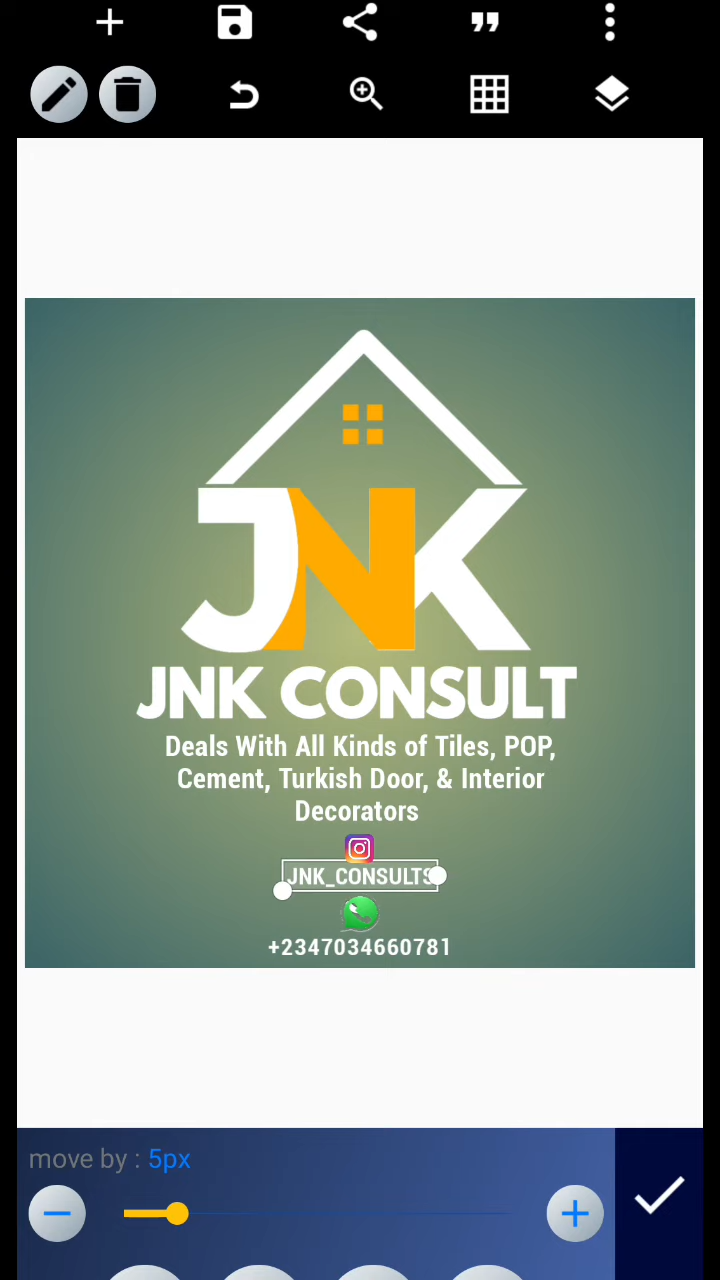 JNK
JNK CONSULT
Deals With All Kinds of Tiles, POP,
Cement, Turkish Door, & Interior
Decorators
JNK_CONSULTS
+2347034660781
move by : 5px